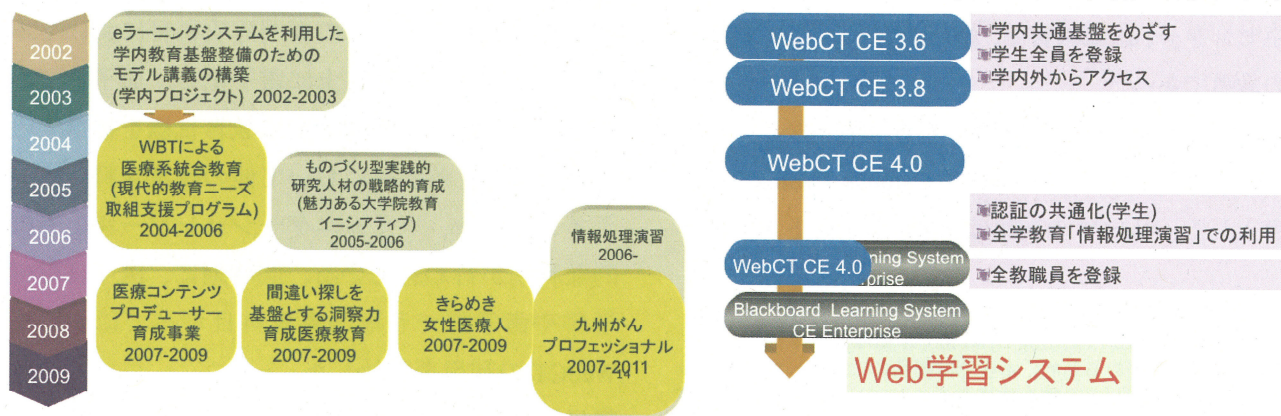 2002
2003
2004
2005
2006
2007
2008
2009
eラーニングシステムを利用した
学内教育基盤整備のための
モデル講義の構築
(学内プロジェクト) 2002-2003
WBTによる
医療系統合教育
(現代的教育ニーズ
取組支援プログラム)
2004-2006
ものづくり型実践的
研究人材の戦略的育成
(魅力ある大学院教育
イニシアティブ)
2005-2006
情報処理演習
2006-
医療コンテンツ
プロデューサー
育成事業
2007-2009
間違い探しを
基盤とする洞察力
育成医療教育
2007-2009
きらめき
女性医療人
2007-2009
九州がん
プロフェッショナル
2007-2011
14
WebCT CE 3.6
WebCT CE 3.8
WebCT CE 4.0
WebCT CE 4.0
ning System
rprise
Blackboard Learning System
CE Enterprise
学内共通基盤をめざす
学生全員を登録
学内外からアクセス
認証の共通化(学生)
全学教育「情報処理演習」での利用
全教職員を登録
Web学習システム